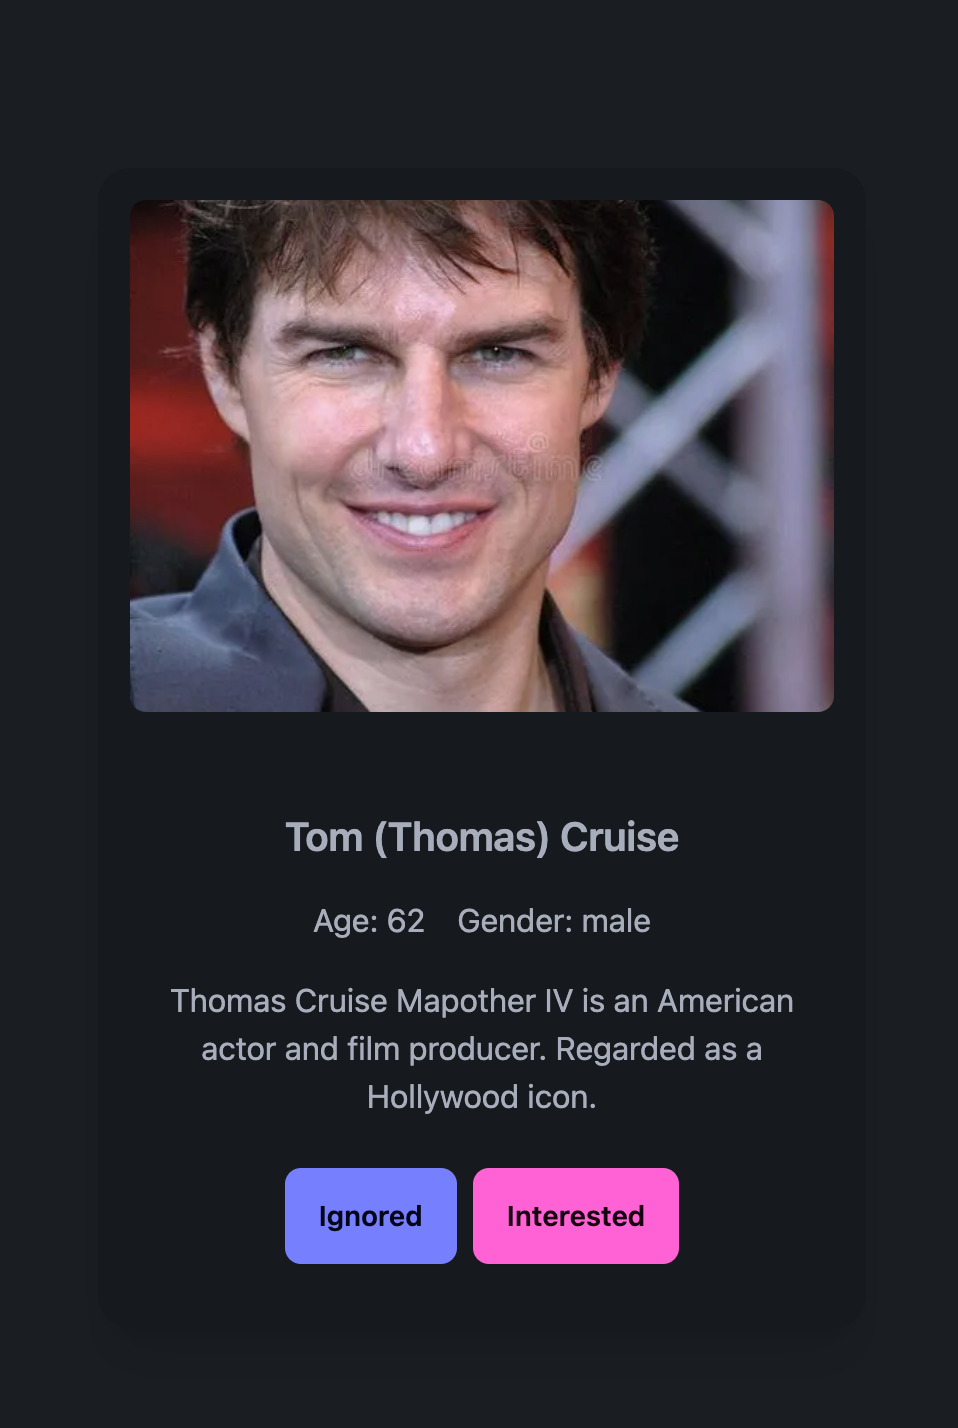 dreamstime
Tom (Thomas) Cruise
Age: 62 Gender: male
Thomas Cruise Mapother IV is an American
actor and film producer. Regarded as a
Hollywood icon.
Ignored
Interested